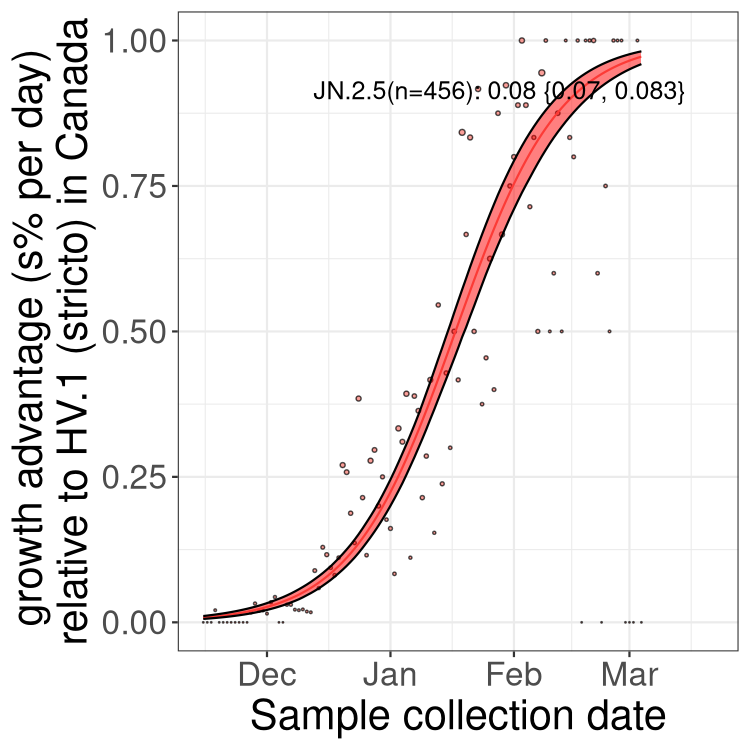 growth advantage (s% per day)
relative to HV.1 (stricto) in Canada
1.00
0.75
0.50
0.25
0.00
JN.2.5(n=456): 0.08 {0.07, 0.083}
Dec Jan Feb Mar
Sample collection date